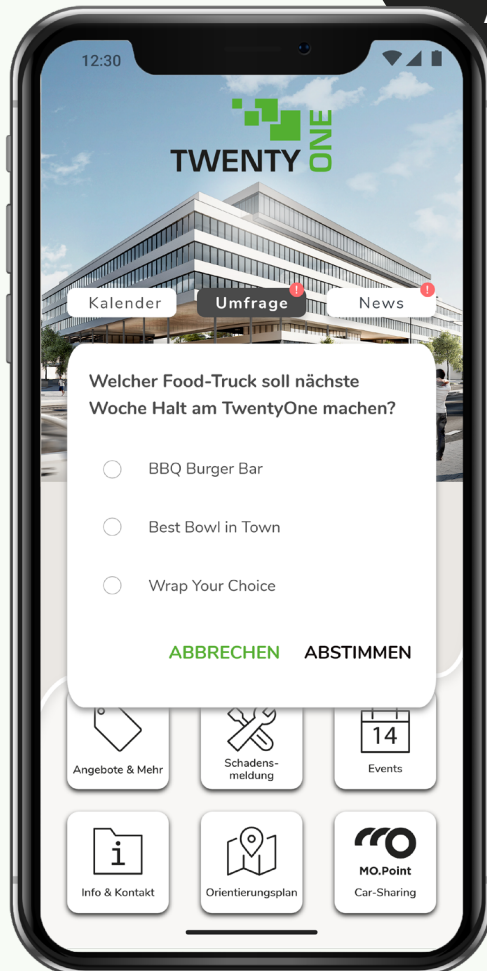 12:30
TWENTY ONE
Kalender
Umfrage
!
News
!
Welcher Food-Truck soll nächste
Woche Halt am TwentyOne machen?
BBQ Burger Bar
Best Bowl in Town
Wrap Your Choice
ABBRECHEN ABSTIMMEN
Angebote & Mehr
Schadens-
meldung
14
Events
i
Info & Kontakt
Orientierungsplan
MO.Point
Car-Sharing